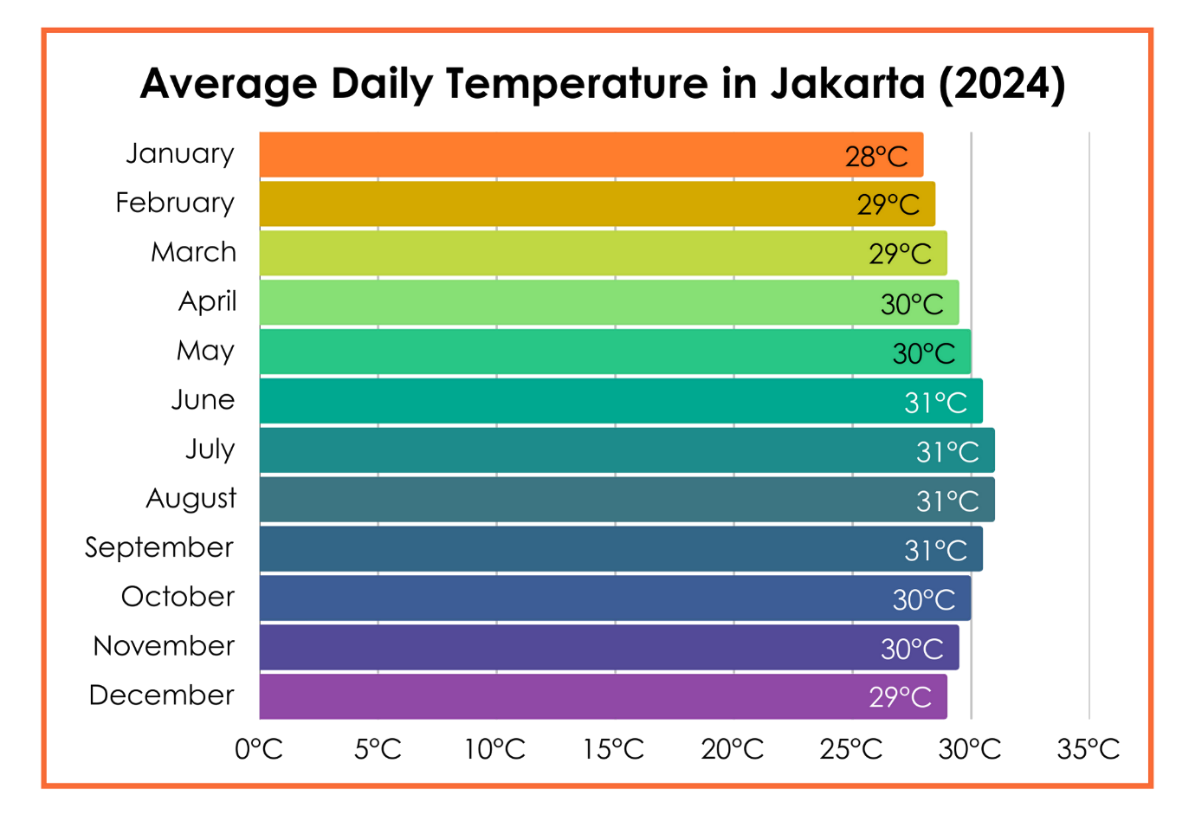 Average Daily Temperature in Jakarta (2024)
January 28°C
February 29°C
March 29°C
April 30°C
May 30°C
June 31°C
July 31°C
August 31°C
September 31°C
October 30°C
November 30°C
December 29°C
0°C 5°C 10°C 15°C 20°C 25°C 30°C 35°C